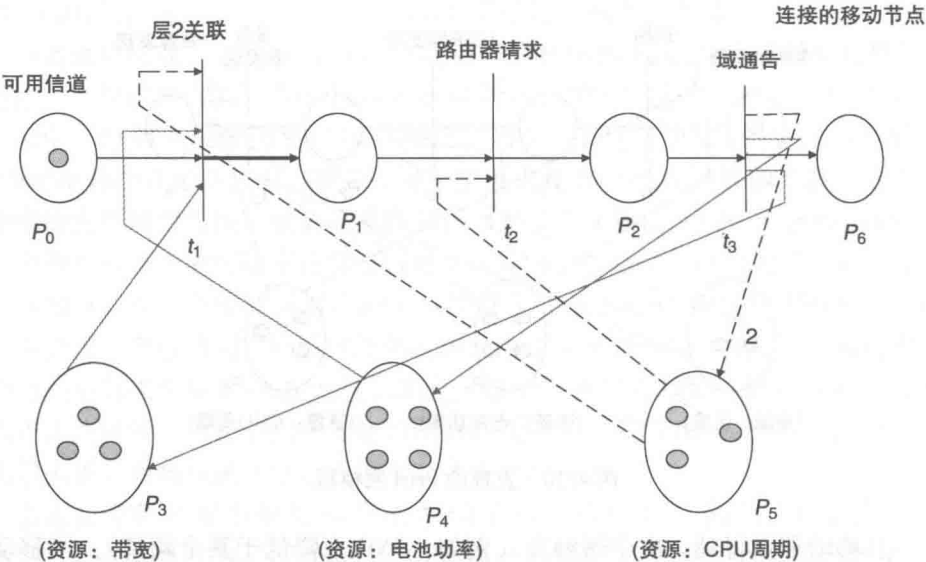 连接的移动节点
层2关联
路由器请求
域通告
可用信道
P0
t1
P1
t2
P2
t3
P6
2
P3
P4
P5
(资源：带宽)
(资源：电池功率)
(资源：CPU周期)